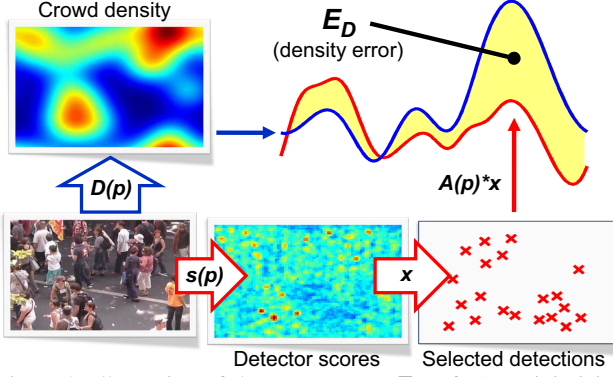 Crowd density
E_D
(density error)
D(p)
A(p)*x
s(p)
x
Detector scores
Selected detections